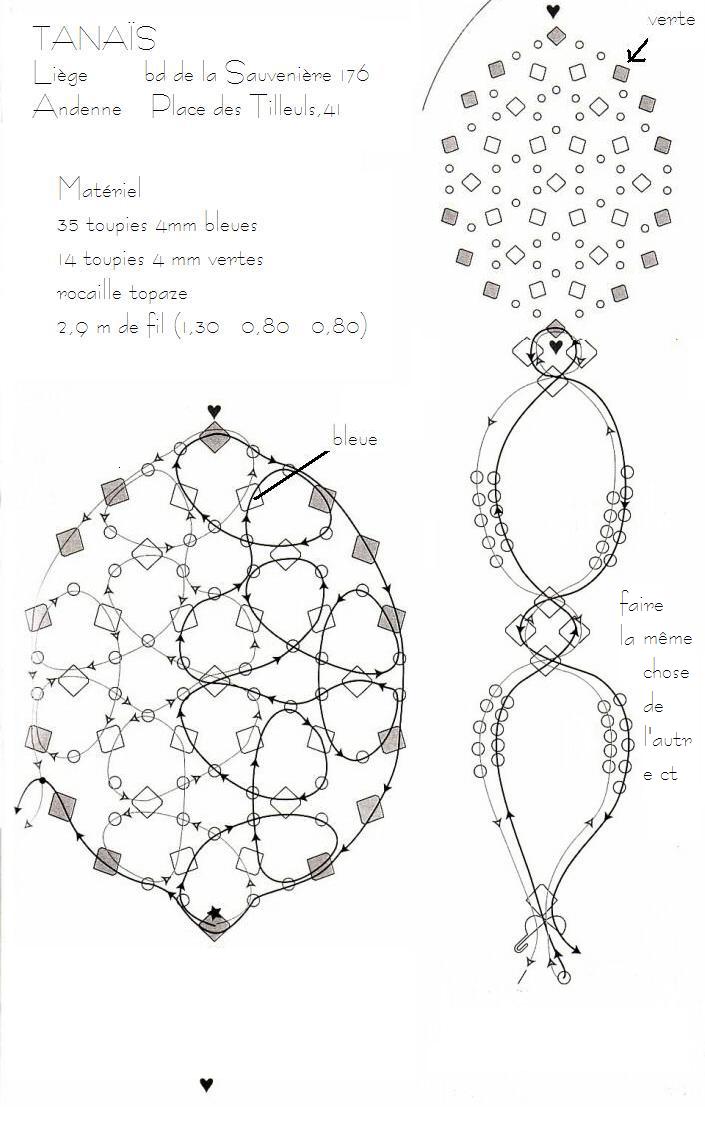 TANAÏS
Liège bd de la Sauvenière 176
Andenne Place des Tilleuls,41
verte
Matériel
35 toupies 4mm bleues
14 toupies 4 mm vertes
rocaille topaze
2,9 m de fil (1,30 0,80 0,80)
bleue
faire
la même
chose
de
l'autr
e ct